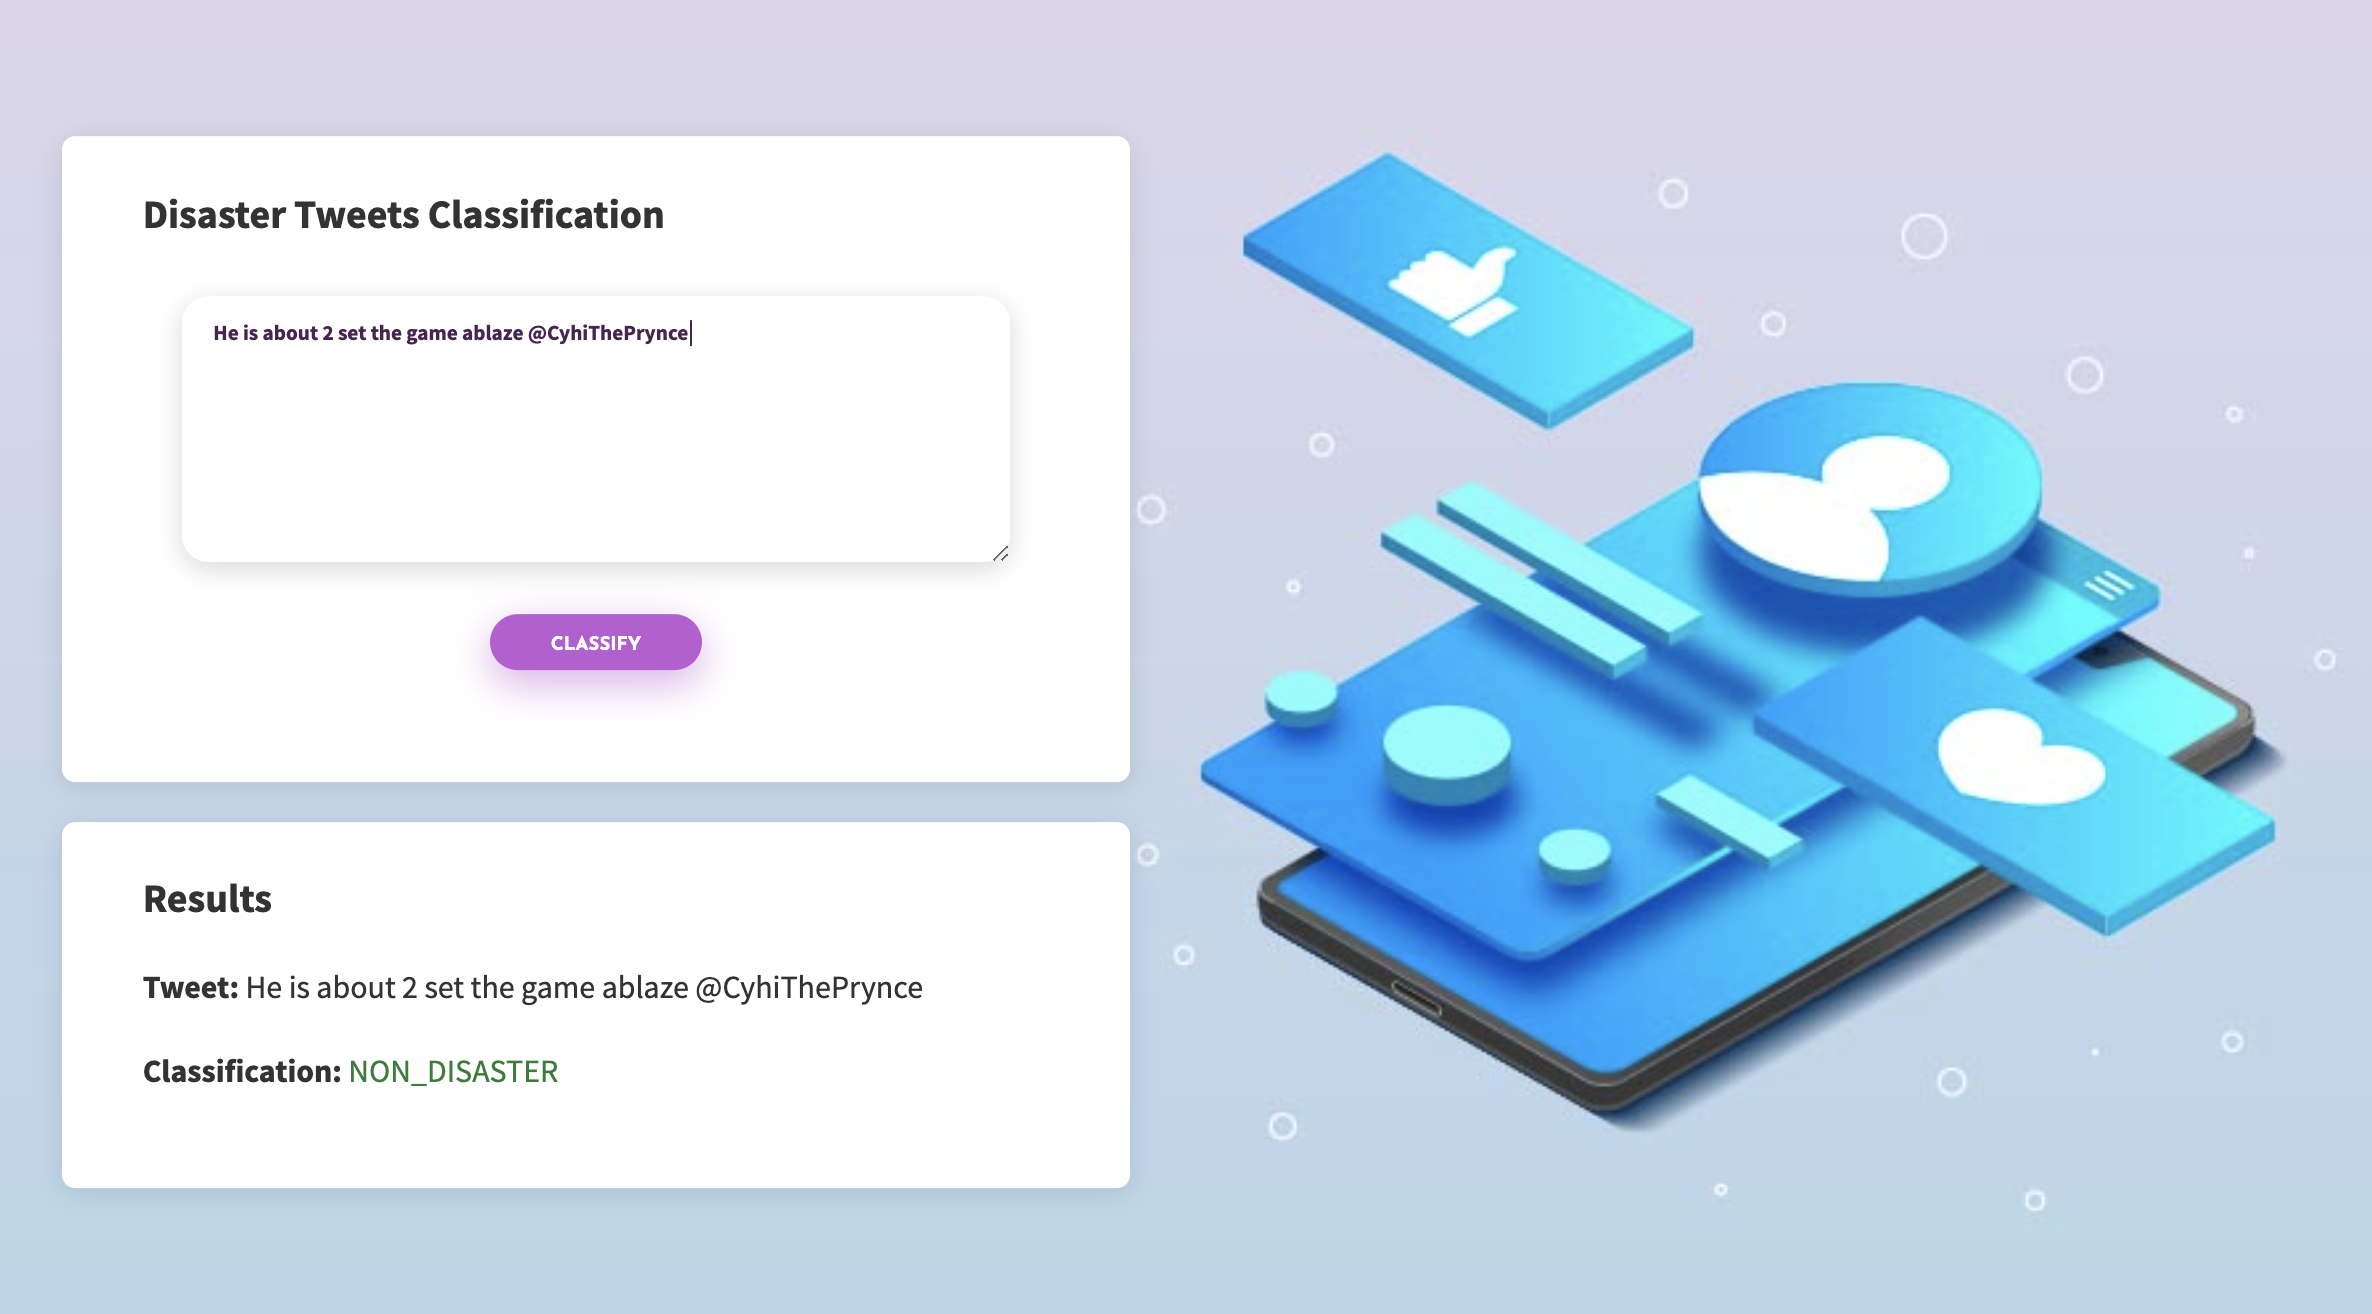 Disaster Tweets Classification
He is about 2 set the game ablaze @CyhiThePrynce
CLASSIFY
Results
Tweet: He is about 2 set the game ablaze @CyhiThePrynce
Classification: NON_DISASTER